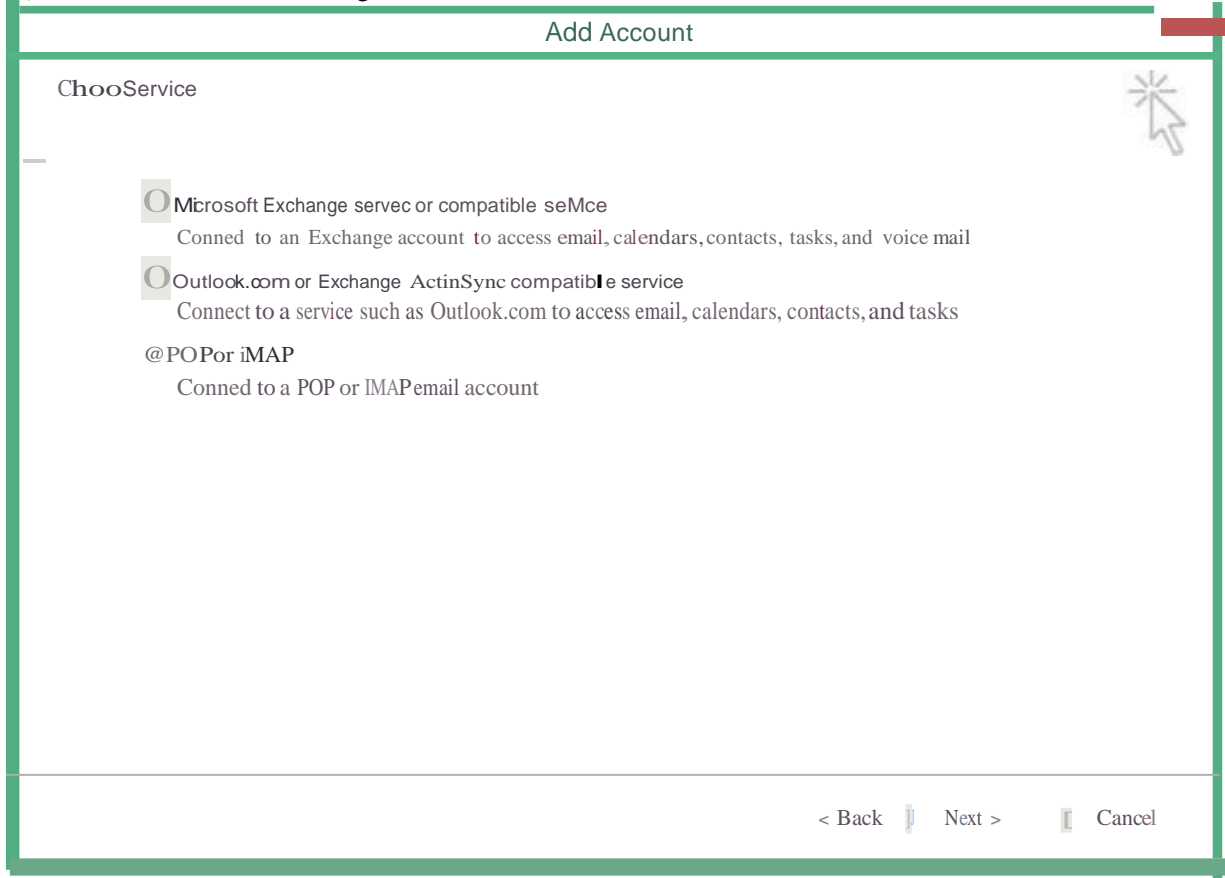 Add Account
ChooService
O Microsoft Exchange servec or compatible seMce
Conned to an Exchange account to access email, calendars, contacts, tasks, and voice mail
O Outlook.com or Exchange ActinSync compatible service
Connect to a service such as Outlook.com to access email, calendars, contacts, and tasks
@POPor iMAP
Conned to a POP or IMAP email account
< Back Next > [ Cancel